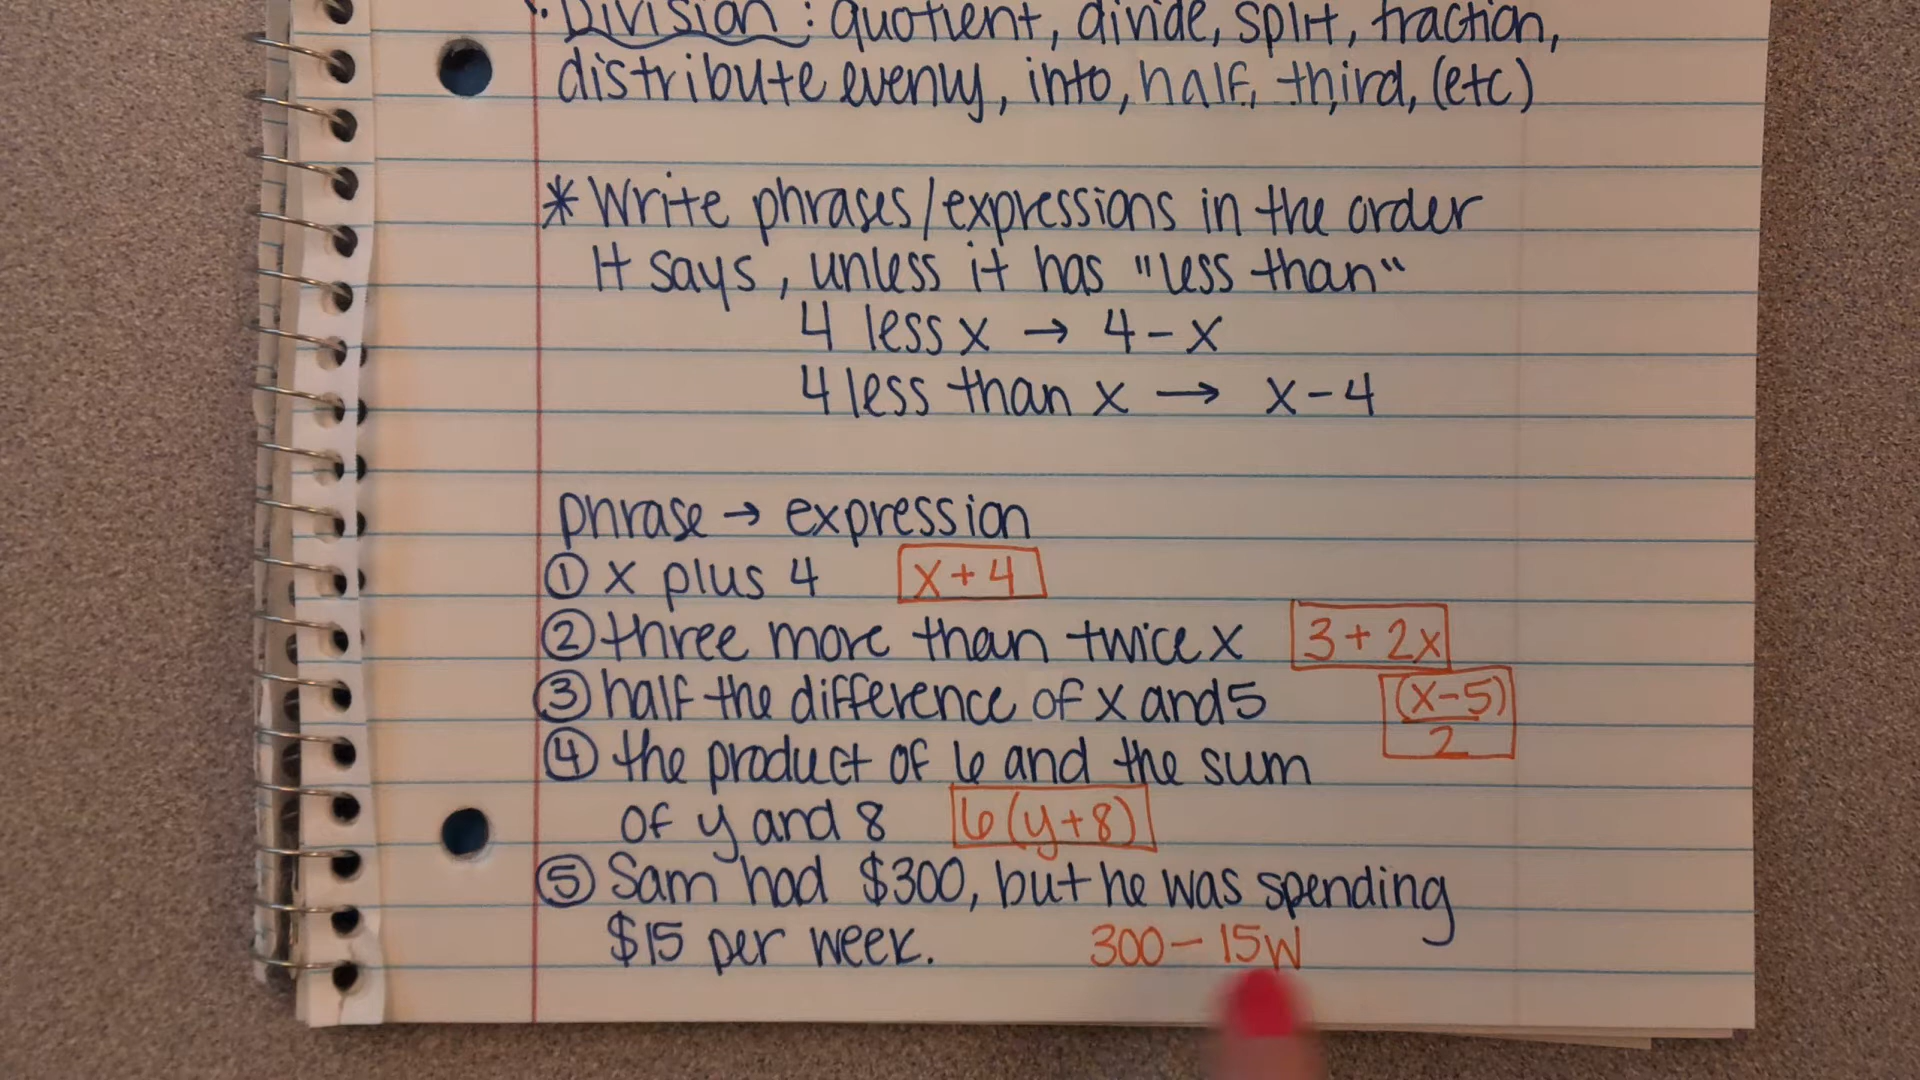 Division: quotient, divide, split, fraction,
distribute evenly, into, half, third, (etc)
* Write phrases/expressions in the order
it says, unless it has "less than"
4 less x → 4 - x
4 less than x → x - 4
phrase → expression
① x plus 4 x + 4
② three more than twice x 3 + 2x
③ half the difference of x and 5 (x-5)/2
④ the product of 6 and the sum
of y and 8 6(y+8)
⑤ Sam had $300, but he was spending
$15 per week. 300 - 15w